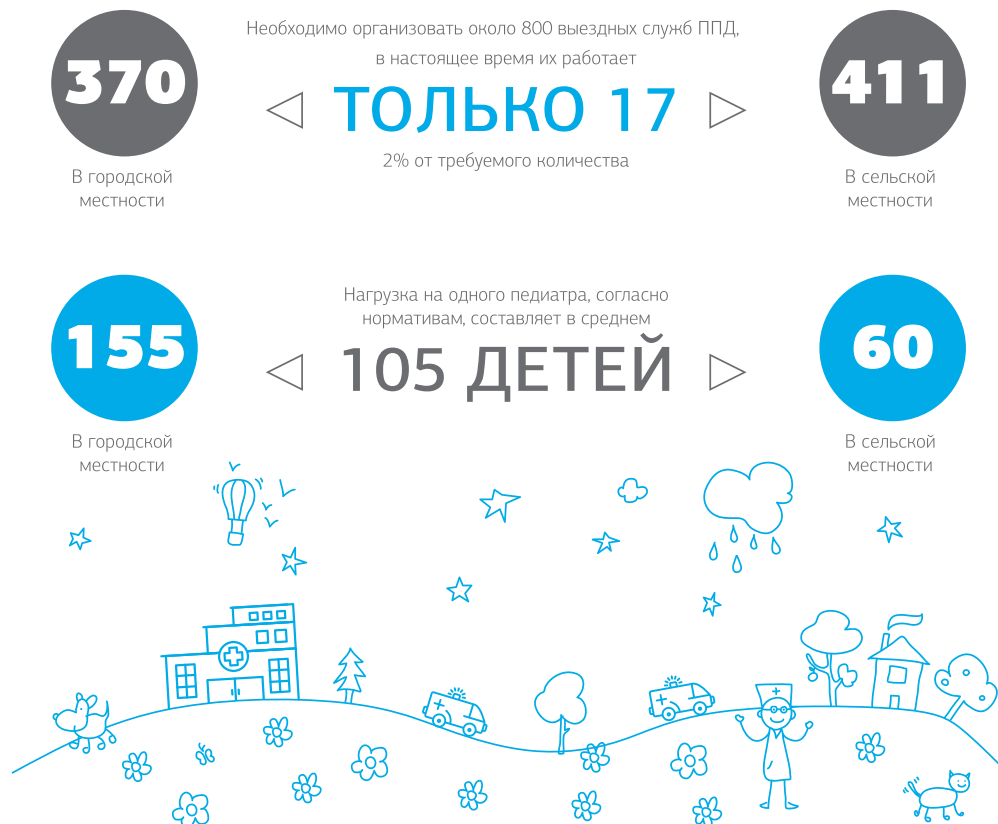 Необходимо организовать около 800 выездных служб ППД,
в настоящее время их работает
370
ТОЛЬКО 17
411
2% от требуемого количества
В городской
местности
В сельской
местности
Нагрузка на одного педиатра, согласно
нормативам, составляет в среднем
155
105 ДЕТЕЙ
60
В городской
местности
В сельской
местности